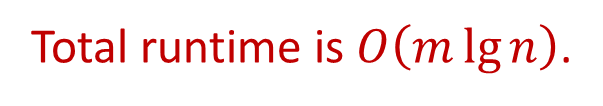 Total runtime is O(m lg n).